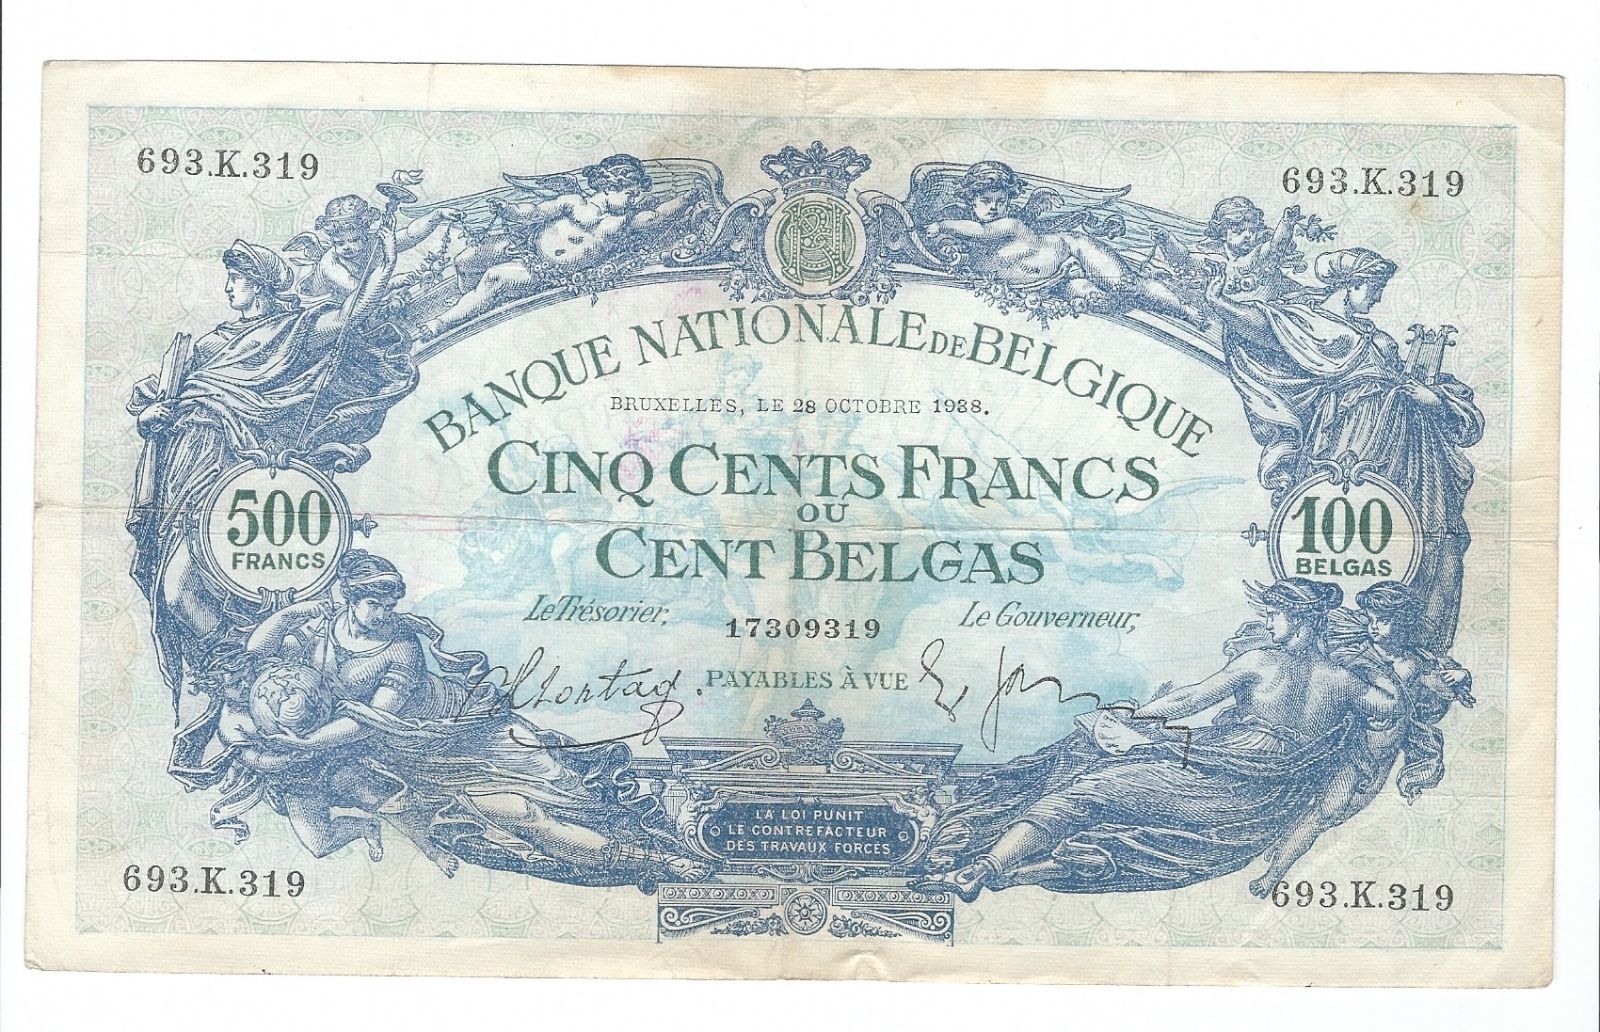 693.K.319
693.K.319
BANQUE NATIONALE DE BELGIQUE
BRUXELLES, LE 28 OCTOBRE 1938.
CINQ CENTS FRANCS
OU
CENT BELGAS
500
FRANCS
100
BELGAS
Le Trésorier,
Le Gouverneur,
17309319
PAYABLES À VUE
LA LOI PUNIT
LE CONTREFACTEUR
DES TRAVAUX FORCÉS
693.K.319
693.K.319